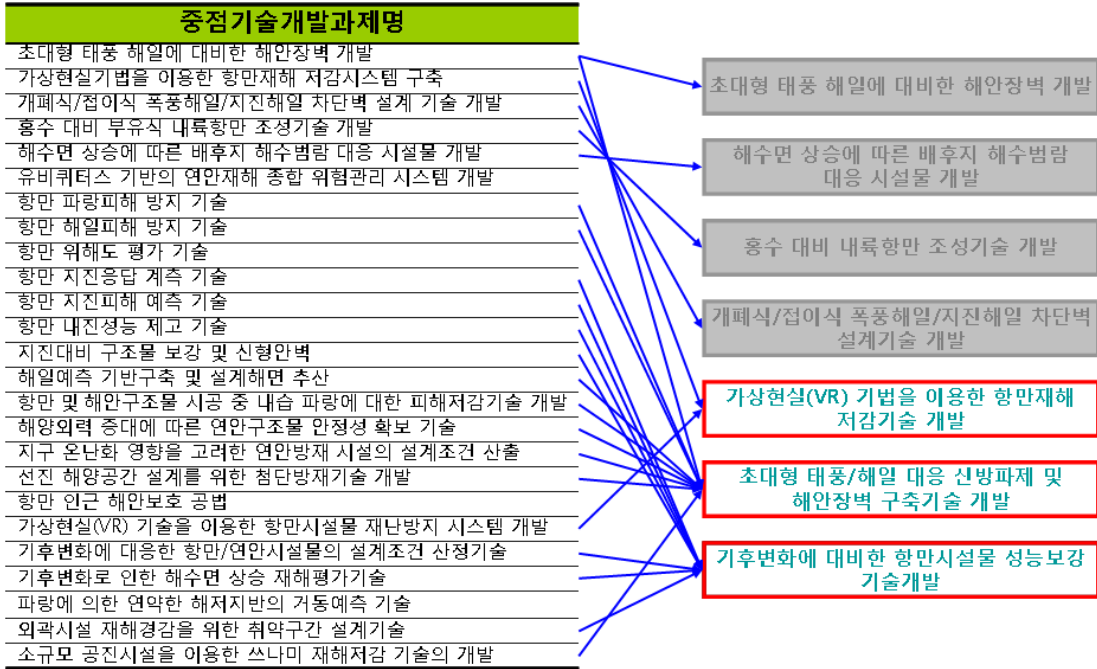 중점기술개발과제명
초대형 태풍 해일에 대비한 해안장벽 개발
가상현실기법을 이용한 항만재해 저감시스템 구축
개폐식/접이식 폭풍해일/지진해일 차단벽 설계 기술 개발
홍수 대비 부유식 내륙항만 조성기술 개발
해수면 상승에 따른 배후지 해수범람 대응 시설물 개발
유비쿼터스 기반의 연안재해 종합 위험관리 시스템 개발
항만 파랑피해 방지 기술
항만 해일피해 방지 기술
항만 위해도 평가 기술
항만 지진응답 계측 기술
항만 지진피해 예측 기술
항만 내진성능 제고 기술
지진대비 구조물 보강 및 신형안벽
해일예측 기반구축 및 설계해면 추산
항만 및 해안구조물 시공 중 내습 파랑에 대한 피해저감기술 개발
해양외력 증대에 따른 연안구조물 안정성 확보 기술
지구 온난화 영향을 고려한 연안방재 시설의 설계조건 산출
선진 해양공간 설계를 위한 첨단방재기술 개발
항만 인근 해안보호 공법
가상현실(VR) 기술을 이용한 항만시설물 재난방지 시스템 개발
기후변화에 대응한 항만/연안시설물의 설계조건 산정기술
기후변화로 인한 해수면 상승 재해평가기술
파랑에 의한 연약한 해저지반의 거동예측 기술
외곽시설 재해경감을 위한 취약구간 설계기술
소규모 공진시설을 이용한 쓰나미 재해저감 기술의 개발
초대형 태풍 해일에 대비한 해안장벽 개발
해수면 상승에 따른 배후지 해수범람
대응 시설물 개발
홍수 대비 내륙항만 조성기술 개발
개폐식/접이식 폭풍해일/지진해일 차단벽
설계기술 개발
가상현실(VR) 기법을 이용한 항만재해
저감기술 개발
초대형 태풍/해일 대응 신방파제 및
해안장벽 구축기술 개발
기후변화에 대비한 항만시설물 성능보강
기술개발